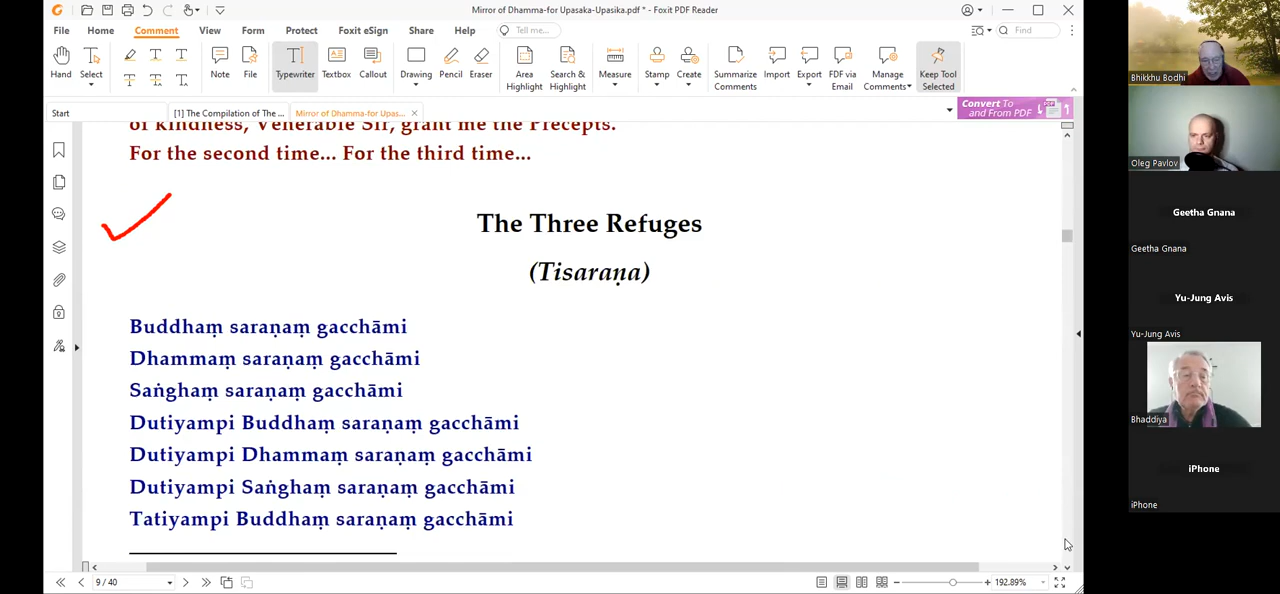 Mirror of Dhamma-for Upasaka-Upasika.pdf * - Foxit PDF Reader
File Home Comment View Form Protect Foxit eSign Share Help Tell me... Find
Hand Select Note File Typewriter Textbox Callout Drawing Pencil Eraser Area Highlight Search & Highlight Measure Stamp Create Summarize Comments Import Export FDF via Email Manage Comments Keep Tool Selected
Start [1] The Compilation of The ... Mirror of Dhamma-for Upas... Convert To and From PDF
of kindness, Venerable Sir, grant me the Precepts.
For the second time... For the third time...
The Three Refuges
(Tisaraṇa)
Buddhaṃ saraṇaṃ gacchāmi
Dhammaṃ saraṇaṃ gacchāmi
Saṅghaṃ saraṇaṃ gacchāmi
Dutiyampi Buddhaṃ saraṇaṃ gacchāmi
Dutiyampi Dhammaṃ saraṇaṃ gacchāmi
Dutiyampi Saṅghaṃ saraṇaṃ gacchāmi
Tatiyampi Buddhaṃ saraṇaṃ gacchāmi
9 / 40
192.89%
Bhikkhu Bodhi
Oleg Pavlov
Geetha Gnana
Geetha Gnana
Yu-Jung Avis
Yu-Jung Avis
Bhaddiya
iPhone
iPhone